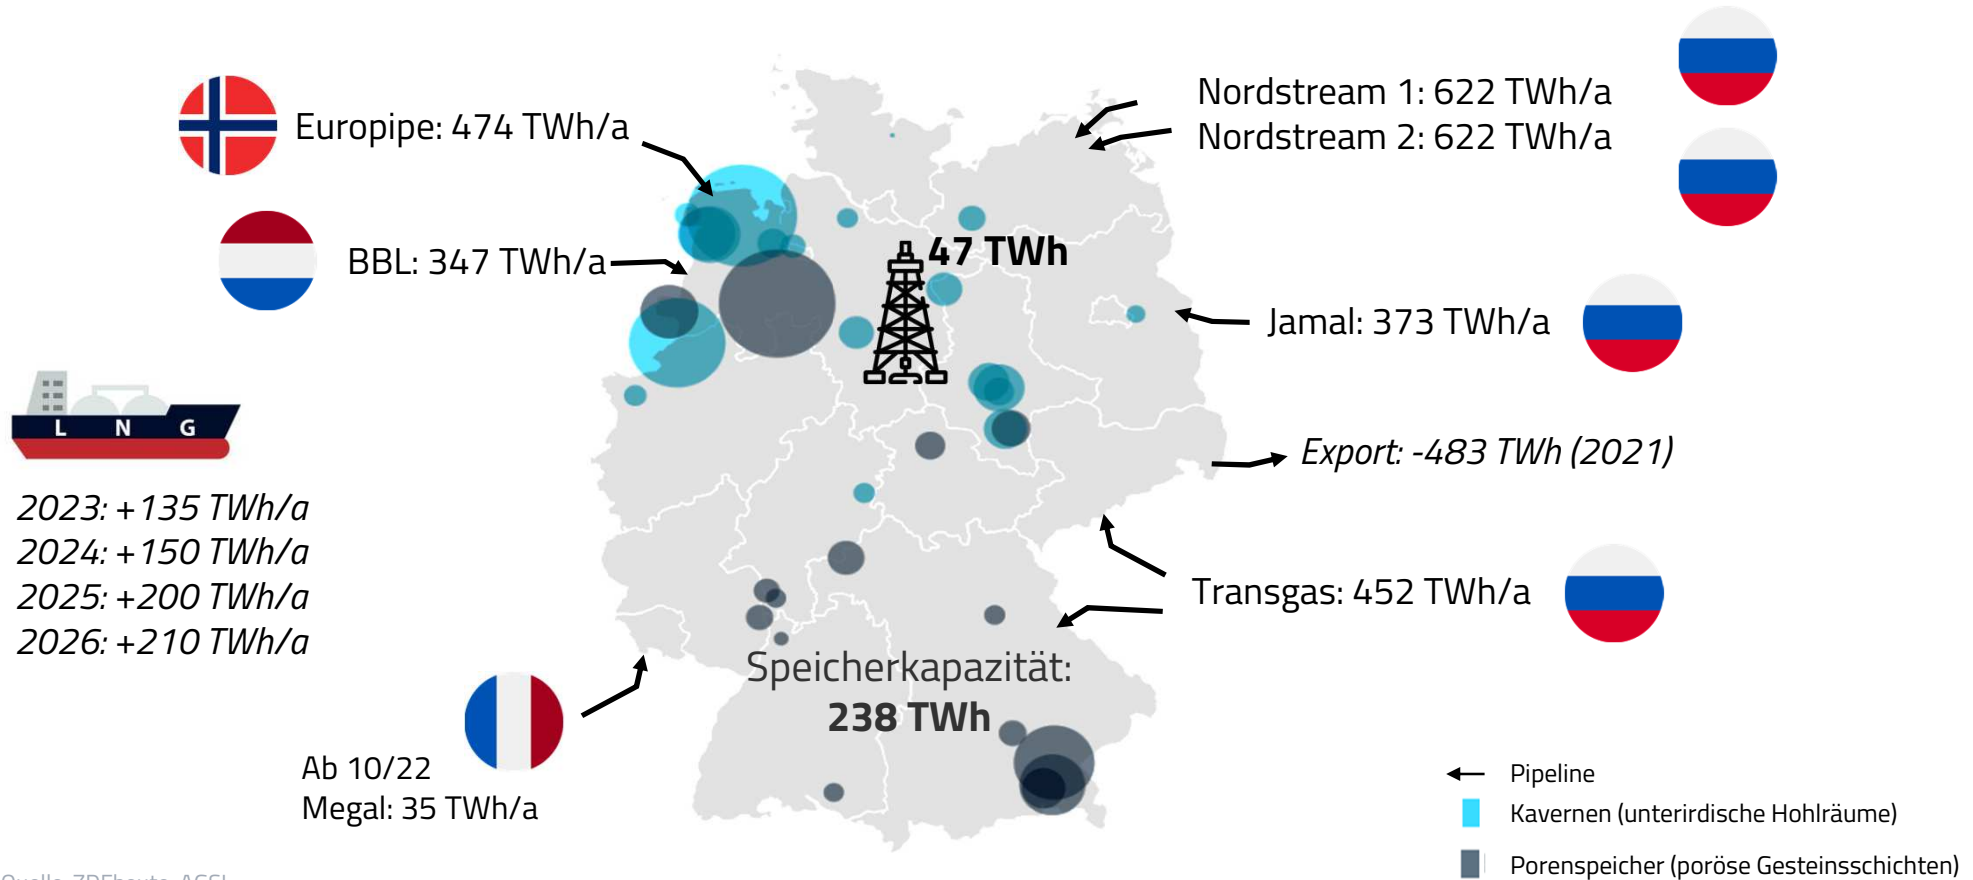 Europipe: 474 TWh/a
BBL: 347 TWh/a
Nordstream 1: 622 TWh/a
Nordstream 2: 622 TWh/a
47 TWh
Jamal: 373 TWh/a
L N G
2023: +135 TWh/a
2024: +150 TWh/a
2025: +200 TWh/a
2026: +210 TWh/a
Export: -483 TWh (2021)
Transgas: 452 TWh/a
Speicherkapazität:
238 TWh
Ab 10/22
Megal: 35 TWh/a
Pipeline
Kavernen (unterirdische Hohlräume)
Porenspeicher (poröse Gesteinsschichten)